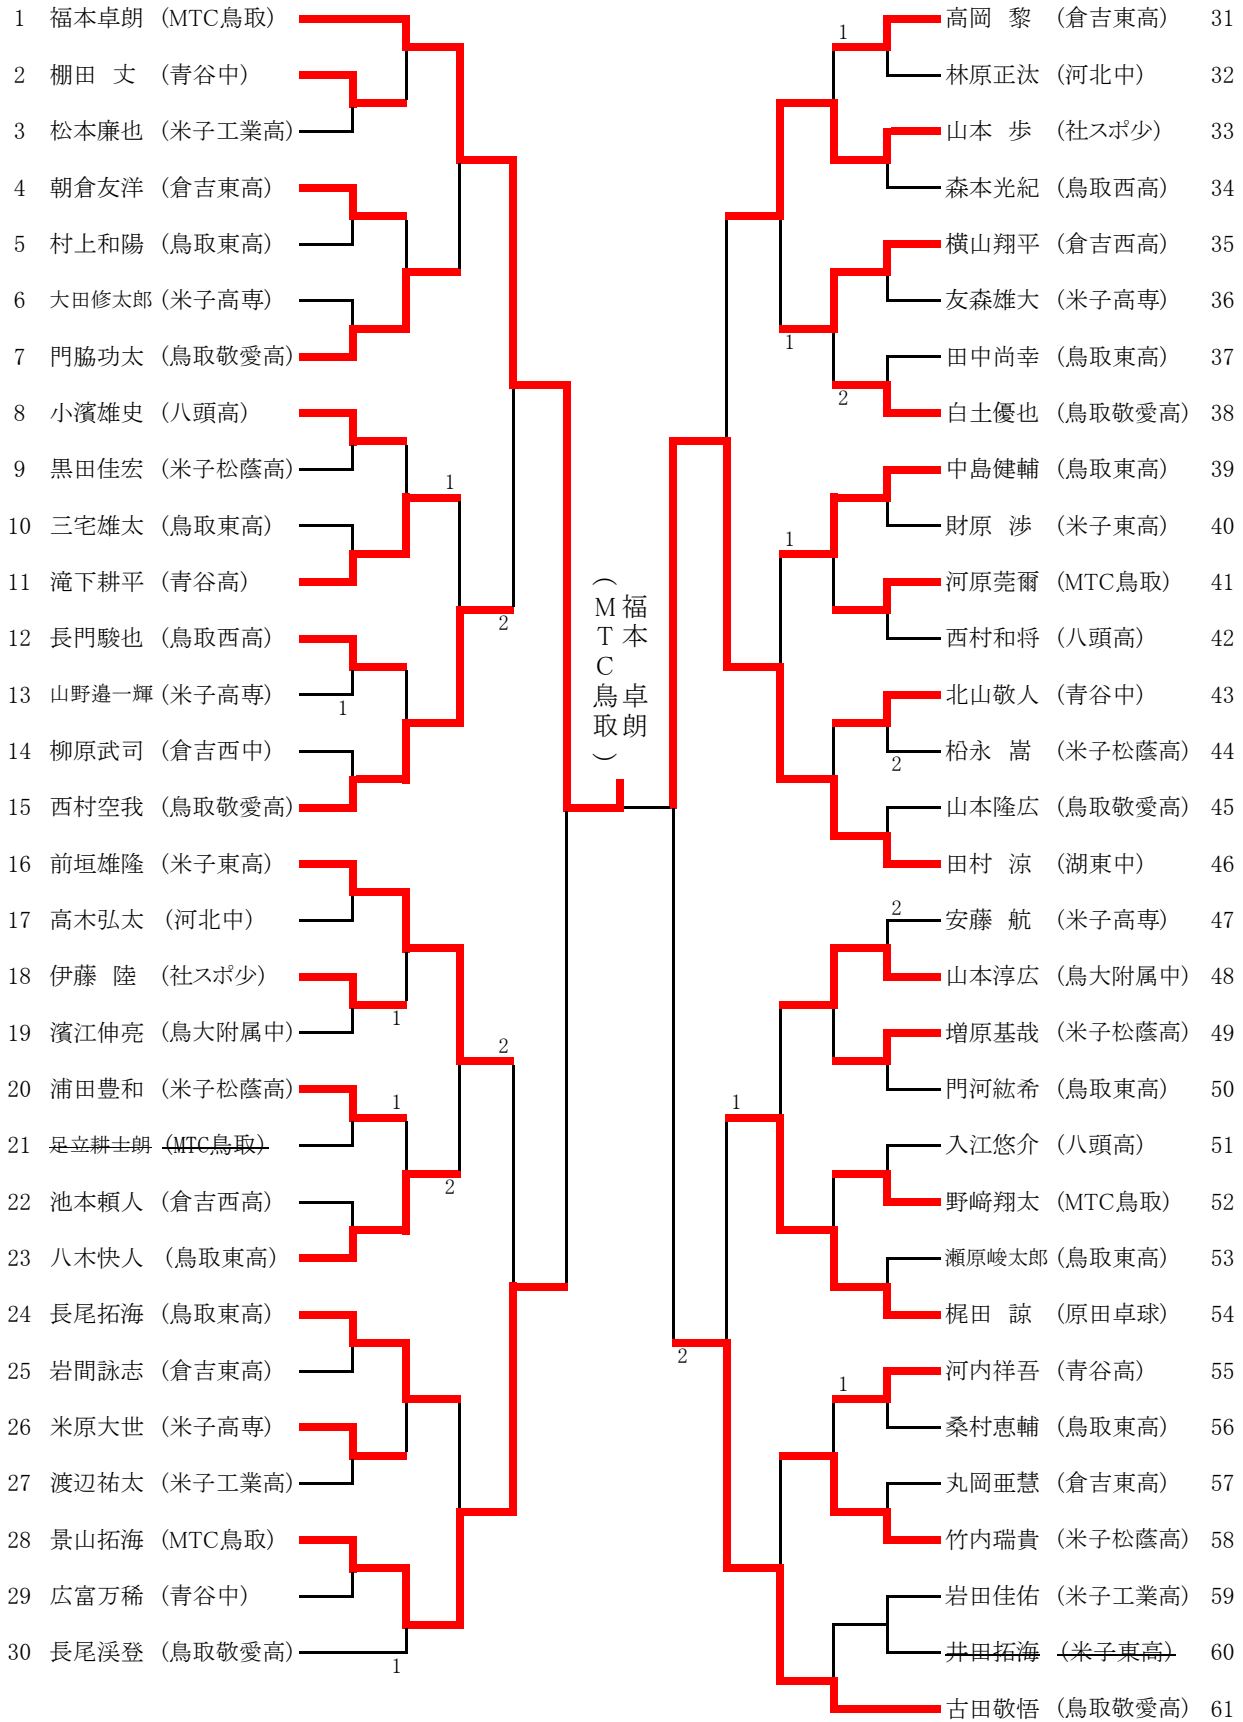 1 福本卓朗 (MTC鳥取)
2 棚田 丈 (青谷中)
3 松本廉也 (米子工業高)
4 朝倉友洋 (倉吉東高)
5 村上和陽 (鳥取東高)
6 大田修太郎 (米子高専)
7 門脇功太 (鳥取敬愛高)
8 小濱雄史 (八頭高)
9 黒田佳宏 (米子松蔭高)
1
10 三宅雄太 (鳥取東高)
11 滝下耕平 (青谷高)
2
12 長門駿也 (鳥取西高)
13 山野邉一輝 (米子高専)
1
14 柳原武司 (倉吉西中)
15 西村空我 (鳥取敬愛高)
16 前垣雄隆 (米子東高)
17 高木弘太 (河北中)
18 伊藤 陸 (社スポ少)
1
19 濱江伸亮 (鳥大附属中)
2
20 浦田豊和 (米子松蔭高)
1
21 足立耕士朗 (MTC鳥取)
2
22 池本頼人 (倉吉西高)
23 八木快人 (鳥取東高)
24 長尾拓海 (鳥取東高)
25 岩間詠志 (倉吉東高)
26 米原大世 (米子高専)
27 渡辺祐太 (米子工業高)
28 景山拓海 (MTC鳥取)
29 広富万稀 (青谷中)
30 長尾渓登 (鳥取敬愛高)
1
福本 卓朗
(MTC鳥取)
高岡 黎 (倉吉東高) 31
1
林原正汰 (河北中) 32
山本 歩 (社スポ少) 33
森本光紀 (鳥取西高) 34
横山翔平 (倉吉西高) 35
友森雄大 (米子高専) 36
1
田中尚幸 (鳥取東高) 37
2
白土優也 (鳥取敬愛高) 38
中島健輔 (鳥取東高) 39
財原 渉 (米子東高) 40
1
河原莞爾 (MTC鳥取) 41
西村和将 (八頭高) 42
北山敬人 (青谷中) 43
柗永 嵩 (米子松蔭高) 44
2
山本隆広 (鳥取敬愛高) 45
田村 涼 (湖東中) 46
2
安藤 航 (米子高専) 47
山本淳広 (鳥大附属中) 48
増原基哉 (米子松蔭高) 49
門河紘希 (鳥取東高) 50
1
入江悠介 (八頭高) 51
野﨑翔太 (MTC鳥取) 52
瀬原峻太郎 (鳥取東高) 53
梶田 諒 (原田卓球) 54
2
河内祥吾 (青谷高) 55
1
桑村恵輔 (鳥取東高) 56
丸岡亜慧 (倉吉東高) 57
竹内瑞貴 (米子松蔭高) 58
岩田佳佑 (米子工業高) 59
井田拓海 (米子東高) 60
古田敬悟 (鳥取敬愛高) 61